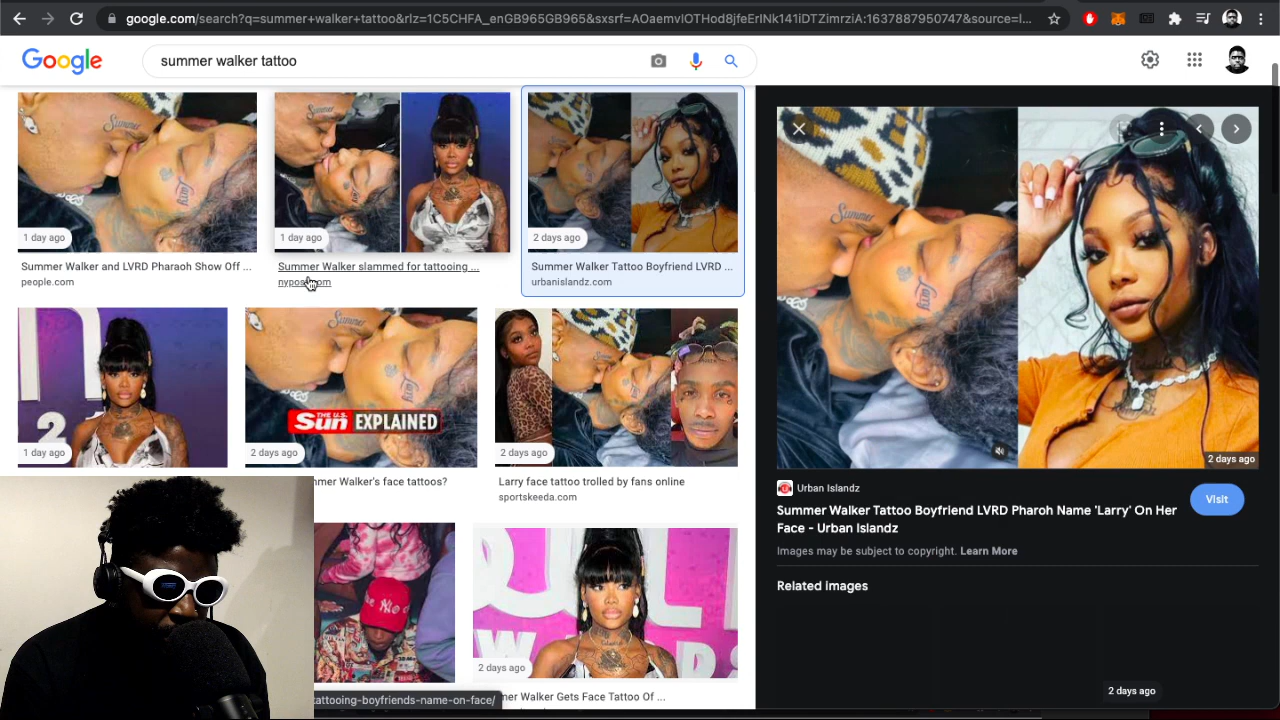 google.com/search?q=summer+walker+tattoo&rlz=1C5CHFA_enGB965GB965&sxsrf=AOaemvIOTHod8jfeErINk141iDTZimrziA:1637887950747&source=l...
Google
summer walker tattoo
1 day ago
1 day ago
2 days ago
Summer Walker and LVRD Pharaoh Show Off ...
people.com
Summer Walker slammed for tattooing ...
Summer Walker Tattoo Boyfriend LVRD ...
urbanislandz.com
Summer
Larry
2
1 day ago
THE U.S. Sun EXPLAINED
2 days ago
2 days ago
Walker's face tattoos?
Larry face tattoo trolled by fans online
sportskeeda.com
2 days ago
Walker Gets Face Tattoo Of ...
tattooing-boyfriends-name-on-face/
2 days ago
Urban Islandz
Summer Walker Tattoo Boyfriend LVRD Pharoh Name 'Larry' On Her
Face - Urban Islandz
Visit
Images may be subject to copyright. Learn More
Related images
2 days ago